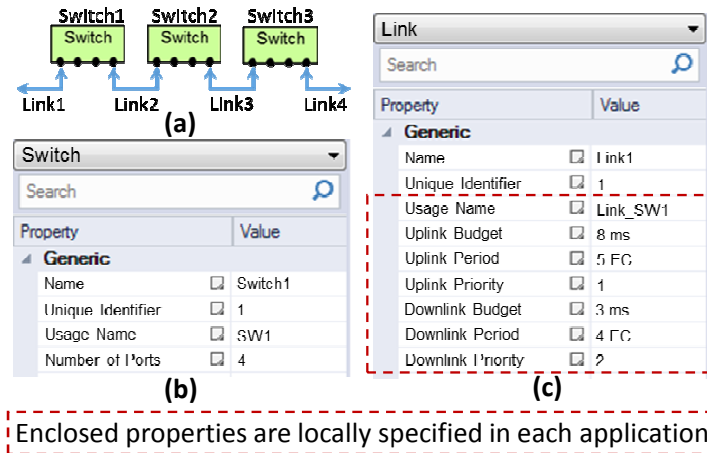 Switch1 Switch2 Switch3
Switch Switch Switch
Link1 Link2 Link3 Link4
(a)
Switch
Search
Property Value
Generic
Name Switch1
Unique Identifier 1
Usage Name SW1
Number of Ports 4
(b)
Link
Search
Property Value
Generic
Name Link1
Unique Identifier 1
Usage Name Link_SW1
Uplink Budget 8 ms
Uplink Period 5 EC
Uplink Priority 1
Downlink Budget 3 ms
Downlink Period 4 EC
Downlink Priority 2
(c)
Enclosed properties are locally specified in each application